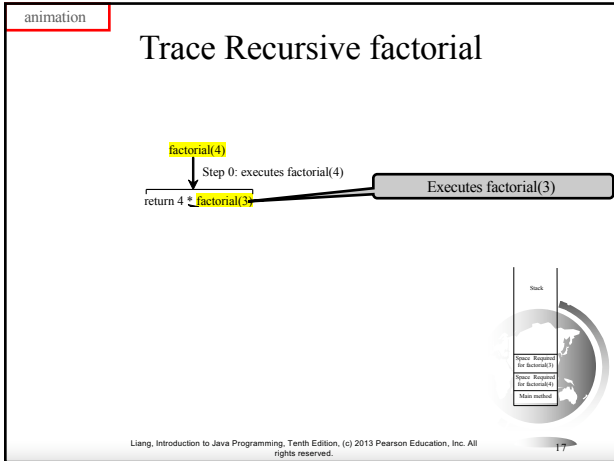 animation
Trace Recursive factorial
factorial(4)
Step 0: executes factorial(4)
return 4 * factorial(3)
Executes factorial(3)
Stack
Space Required
for factorial(3)
Space Required
for factorial(4)
Main method
Liang, Introduction to Java Programming, Tenth Edition, (c) 2013 Pearson Education, Inc. All
rights reserved.
17